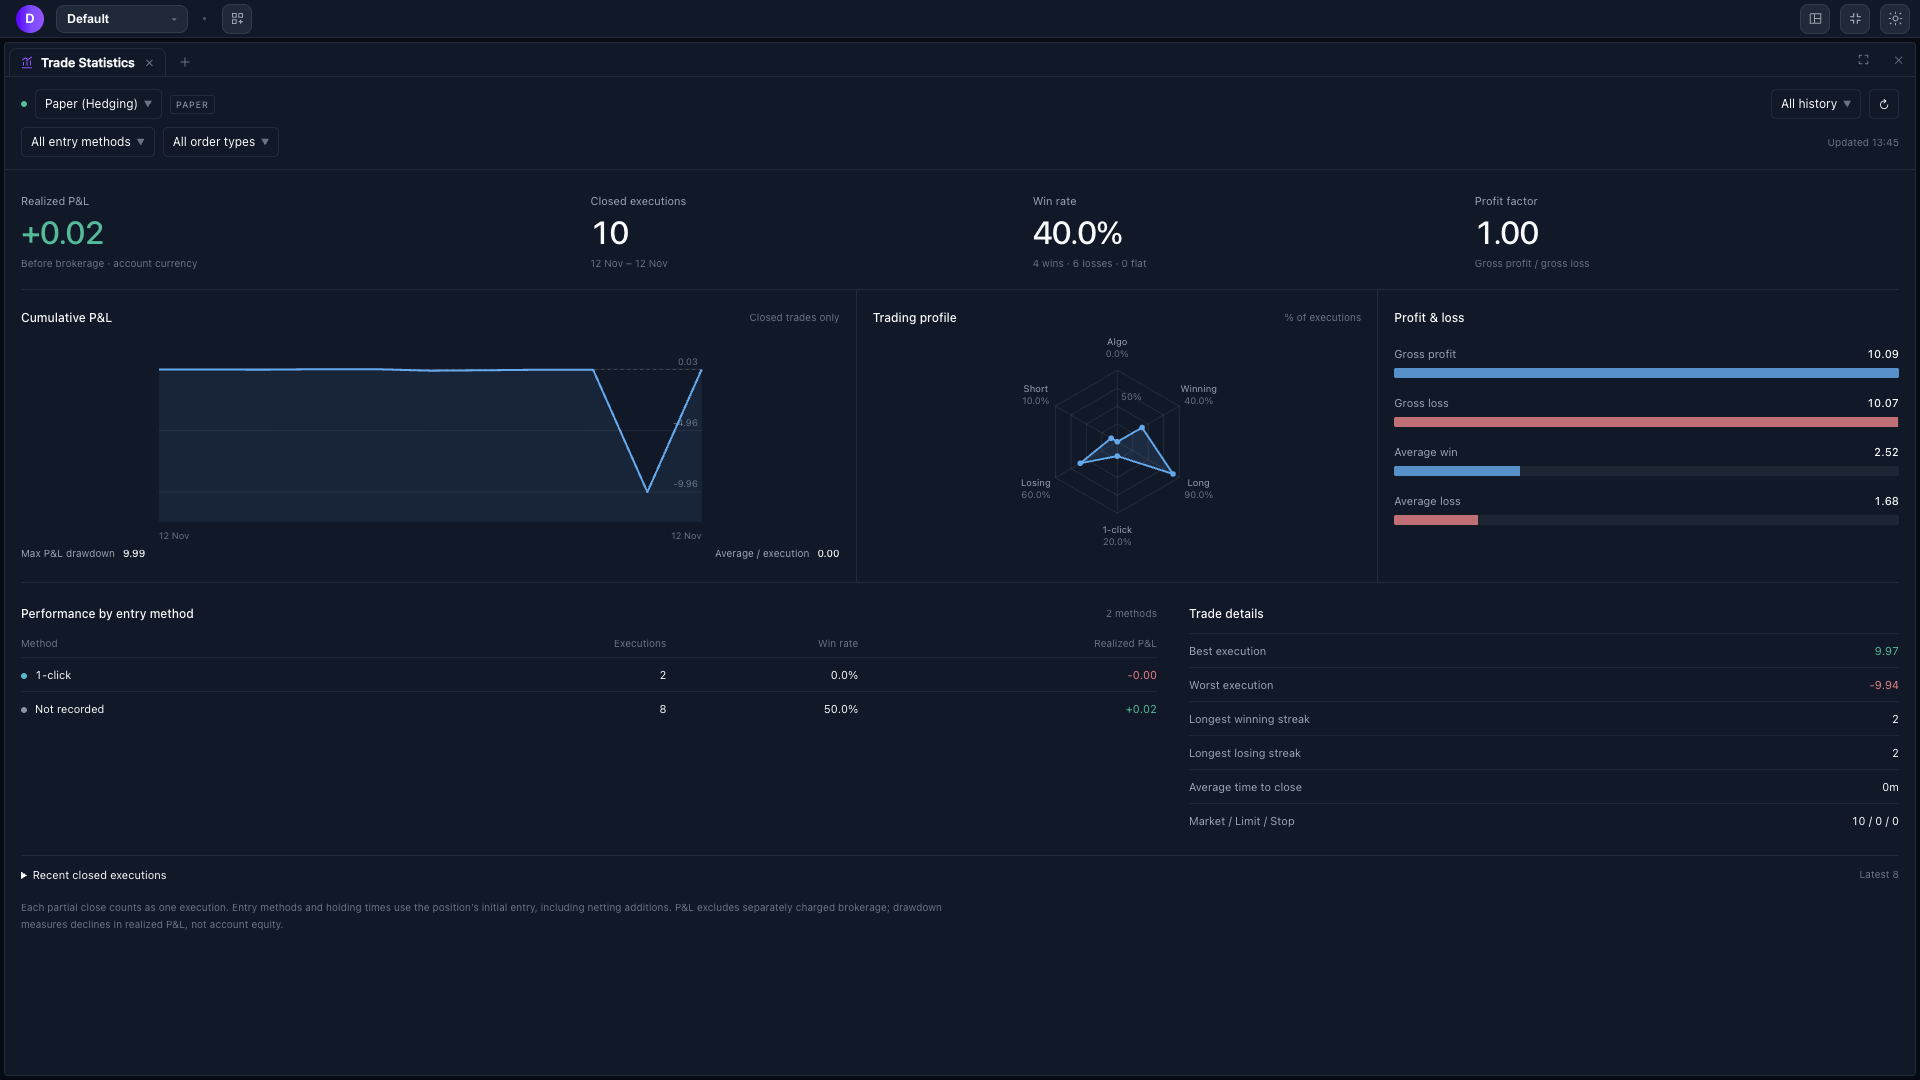 D
Default
Trade Statistics
Paper (Hedging)
PAPER
All history
All entry methods
All order types
Updated 13:45
Realized P&L
+0.02
Before brokerage · account currency
Closed executions
10
12 Nov – 12 Nov
Win rate
40.0%
4 wins · 6 losses · 0 flat
Profit factor
1.00
Gross profit / gross loss
Cumulative P&L
Closed trades only
0.03
-4.96
-9.96
12 Nov
12 Nov
Max P&L drawdown 9.99
Average / execution 0.00
Trading profile
% of executions
Algo
0.0%
Short
10.0%
Winning
40.0%
50%
Losing
60.0%
Long
90.0%
1-click
20.0%
Profit & loss
Gross profit 10.09
Gross loss 10.07
Average win 2.52
Average loss 1.68
Performance by entry method
2 methods
Method Executions Win rate Realized P&L
1-click 2 0.0% -0.00
Not recorded 8 50.0% +0.02
Trade details
Best execution 9.97
Worst execution -9.94
Longest winning streak 2
Longest losing streak 2
Average time to close 0m
Market / Limit / Stop 10 / 0 / 0
Recent closed executions
Latest 8
Each partial close counts as one execution. Entry methods and holding times use the position's initial entry, including netting additions. P&L excludes separately charged brokerage; drawdown
measures declines in realized P&L, not account equity.